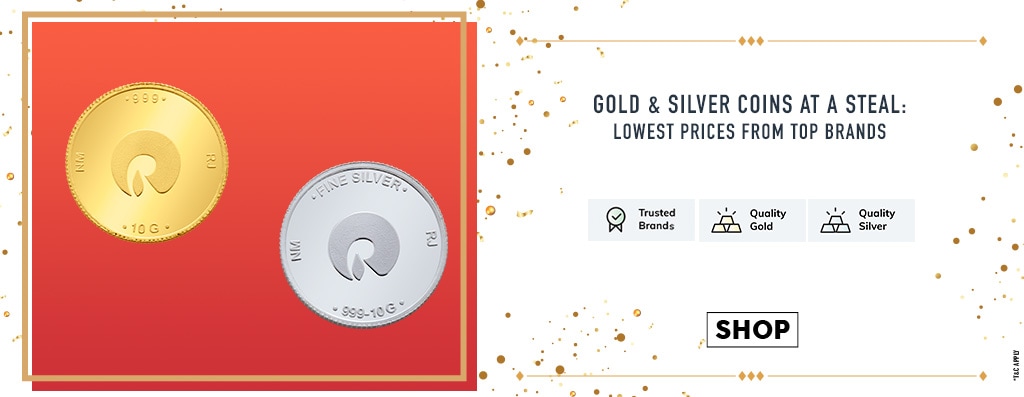 • 999 •
NM
RJ
• 10 G •
• FINE SILVER •
NM
RJ
• 999-10 G •
GOLD & SILVER COINS AT A STEAL:
LOWEST PRICES FROM TOP BRANDS
Trusted
Brands
Quality
Gold
Quality
Silver
SHOP
*T&C APPLY